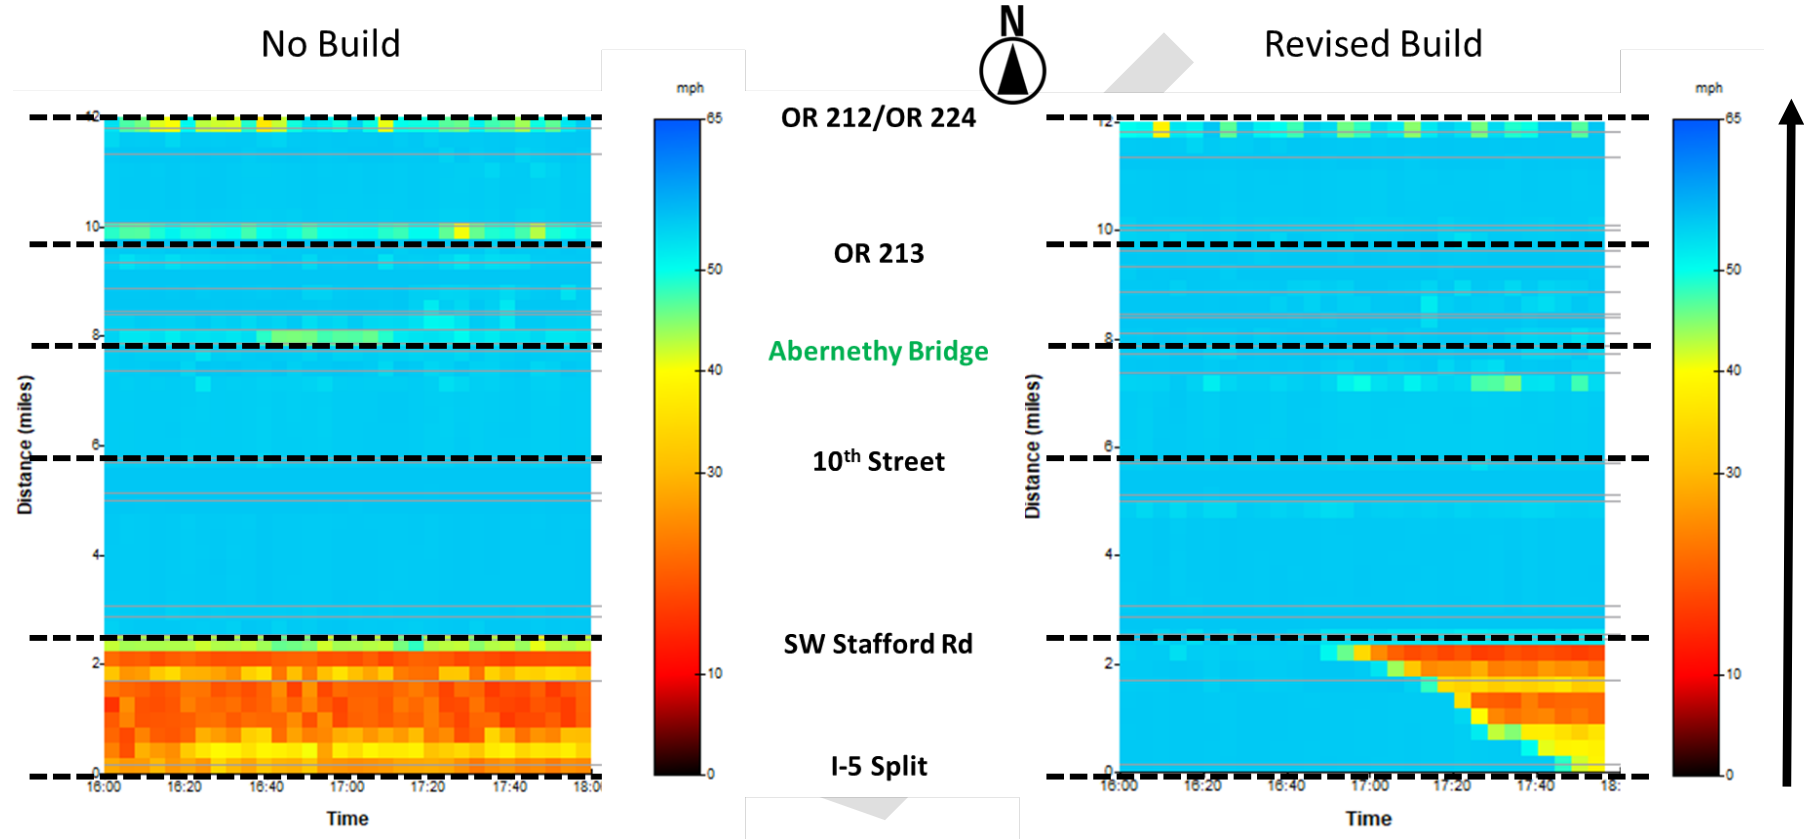 No Build
N
Revised Build
mph
mph
12
65
OR 212/OR 224
12
65
10
50
OR 213
10
50
8
40
Abernethy Bridge
8
40
6
30
10th Street
6
30
Distance (miles)
Distance (miles)
4
4
2
10
SW Stafford Rd
2
10
0
0
I-5 Split
0
0
16:00 16:20 16:40 17:00 17:20 17:40 18:0
16:00 16:20 16:40 17:00 17:20 17:40 18:
Time
Time